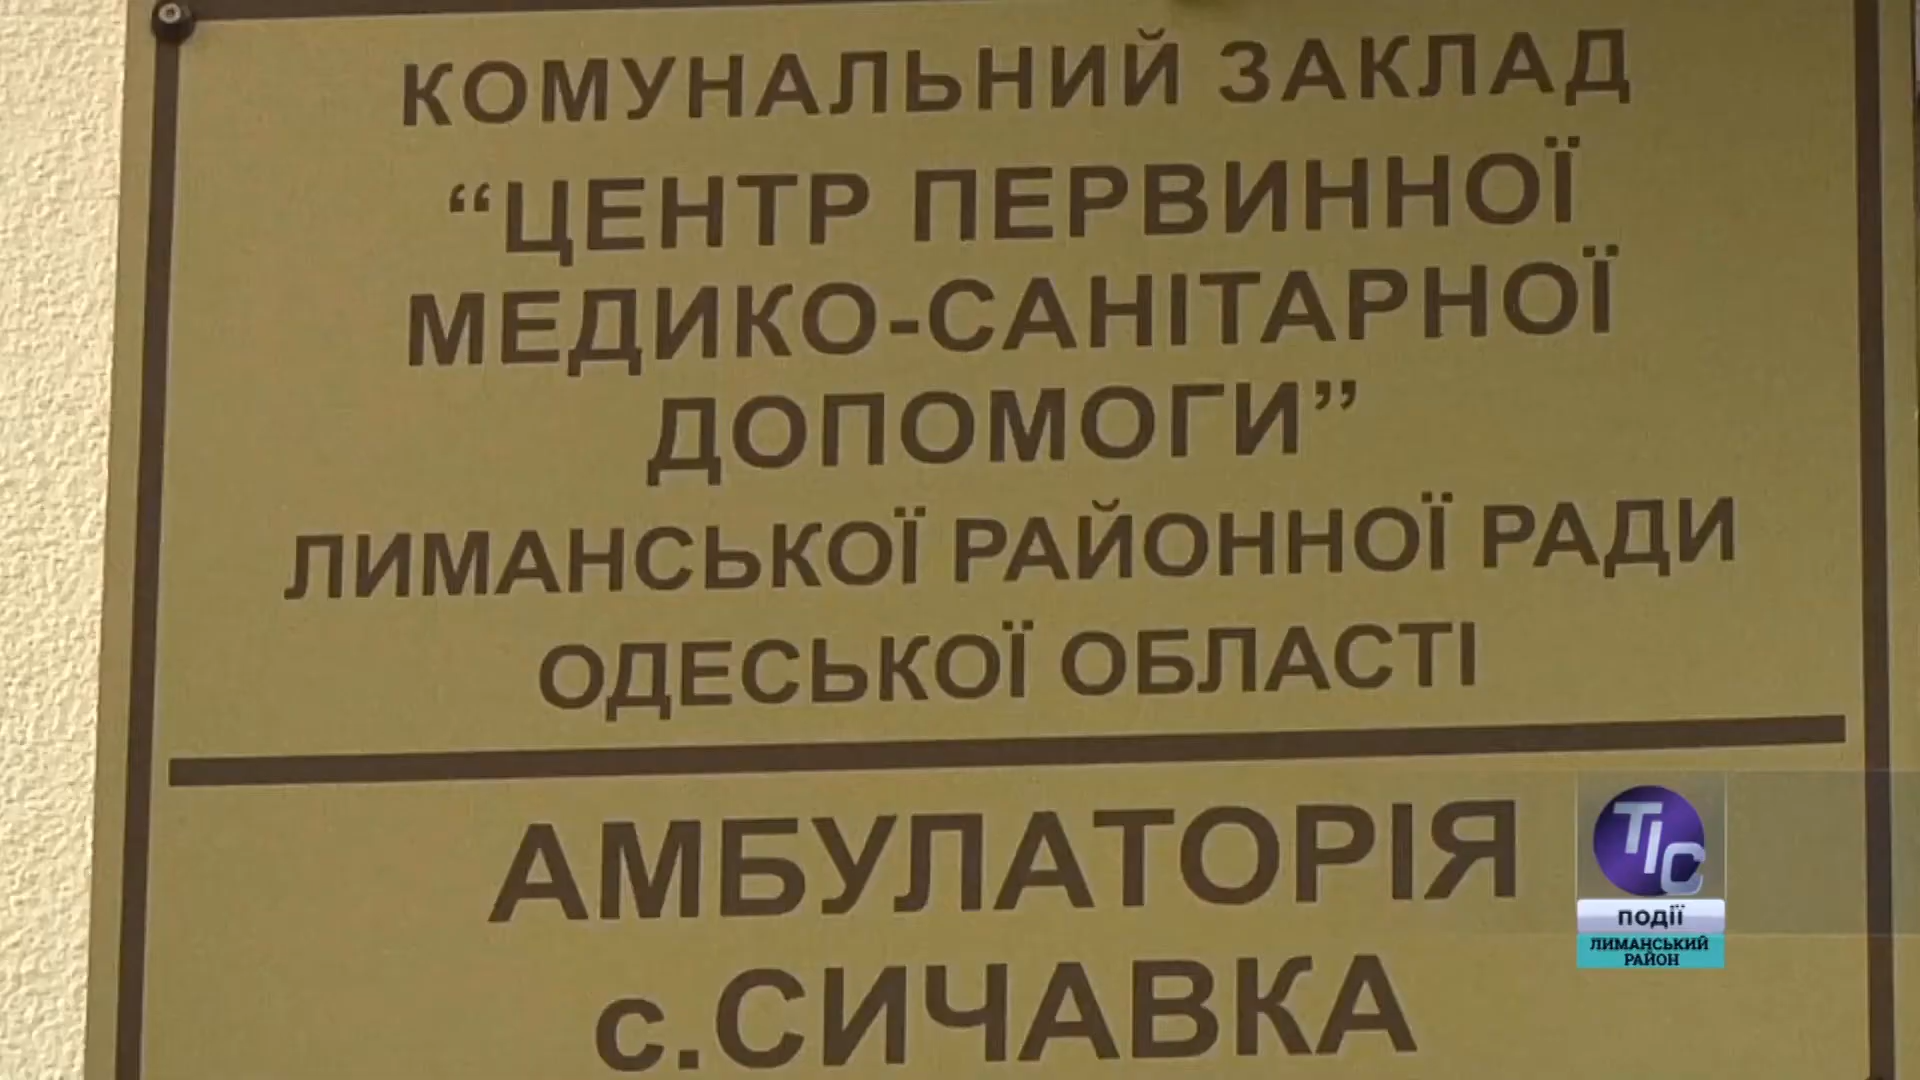 КОМУНАЛЬНИЙ ЗАКЛАД
“ЦЕНТР ПЕРВИННОЇ
МЕДИКО-САНІТАРНОЇ
ДОПОМОГИ”
ЛИМАНСЬКОЇ РАЙОННОЇ РАДИ
ОДЕСЬКОЇ ОБЛАСТІ
АМБУЛАТОРІЯ
с.СИЧАВКА
ТІС
ПОДІЇ
ЛИМАНСЬКИЙ
РАЙОН